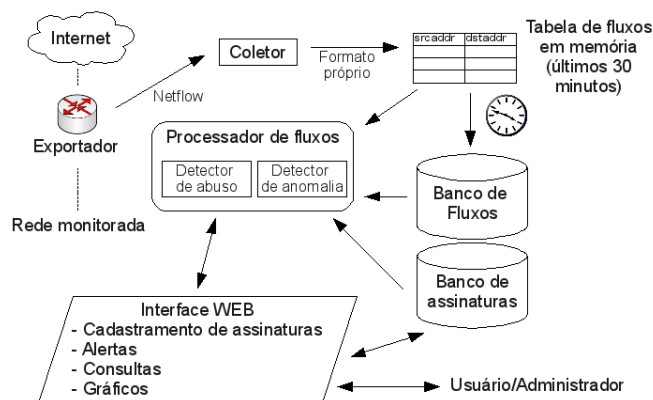 Internet
Coletor
Formato
próprio
srcaddr dstaddr
Tabela de fluxos
em memória
(últimos 30
minutos)
Netflow
Exportador
Rede monitorada
Processador de fluxos
Detector
de abuso
Detector
de anomalia
Banco de
Fluxos
Banco de
assinaturas
Interface WEB
- Cadastramento de assinaturas
- Alertas
- Consultas
- Gráficos
Usuário/Administrador